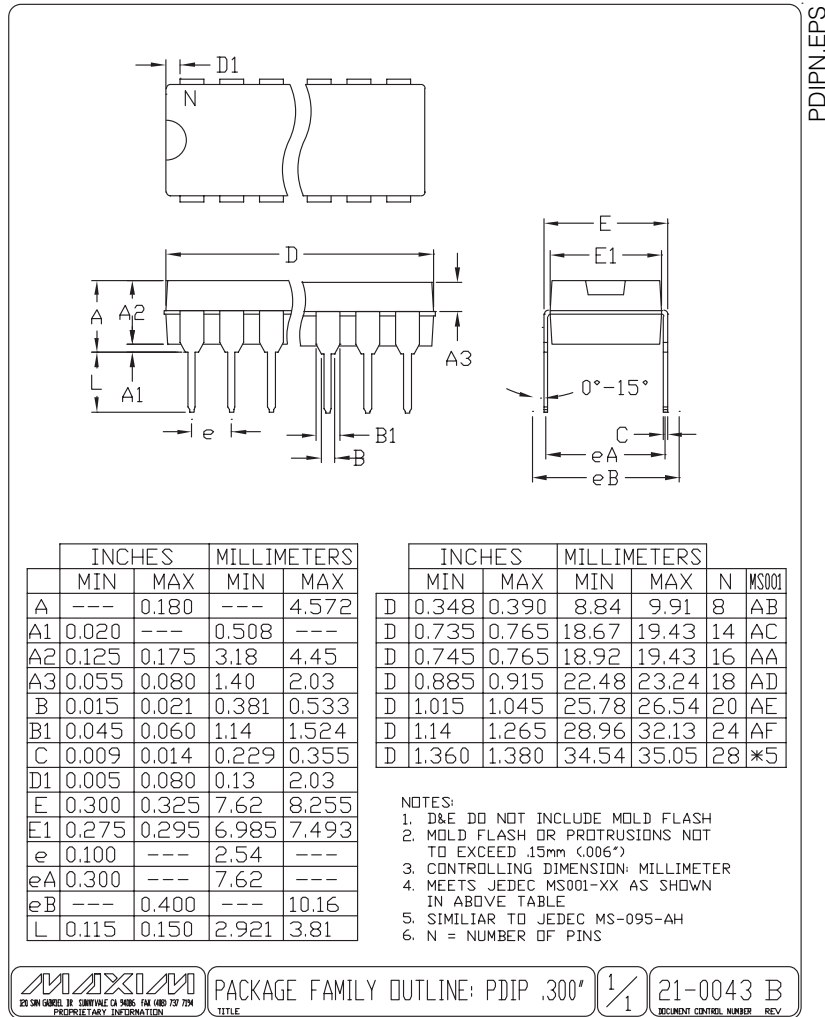 PDIPN.EPS
D1
N
E
D
E1
A
A2
A3
L
A1
0°-15°
e
B1
B
C
eA
eB
INCHES MILLIMETERS
MIN MAX MIN MAX
A --- 0.180 --- 4.572
A1 0.020 --- 0.508 ---
A2 0.125 0.175 3.18 4.45
A3 0.055 0.080 1.40 2.03
B 0.015 0.021 0.381 0.533
B1 0.045 0.060 1.14 1.524
C 0.009 0.014 0.229 0.355
D1 0.005 0.080 0.13 2.03
E 0.300 0.325 7.62 8.255
E1 0.275 0.295 6.985 7.493
e 0.100 --- 2.54 ---
eA 0.300 --- 7.62 ---
eB --- 0.400 --- 10.16
L 0.115 0.150 2.921 3.81
INCHES MILLIMETERS
MIN MAX MIN MAX N MS001
D 0.348 0.390 8.84 9.91 8 AB
D 0.735 0.765 18.67 19.43 14 AC
D 0.745 0.765 18.92 19.43 16 AA
D 0.885 0.915 22.48 23.24 18 AD
D 1.015 1.045 25.78 26.54 20 AE
D 1.14 1.265 28.96 32.13 24 AF
D 1.360 1.380 34.54 35.05 28 *5
NOTES:
1. D&E DO NOT INCLUDE MOLD FLASH
2. MOLD FLASH OR PROTRUSIONS NOT
TO EXCEED .15mm (.006")
3. CONTROLLING DIMENSION: MILLIMETER
4. MEETS JEDEC MS001-XX AS SHOWN
IN ABOVE TABLE
5. SIMILIAR TO JEDEC MS-095-AH
6. N = NUMBER OF PINS
MAXIM
120 SAN GABRIEL DR SUNNYVALE CA 94086 FAX (408) 737 7194
PROPRIETARY INFORMATION
PACKAGE FAMILY OUTLINE: PDIP .300"
TITLE
1/1
21-0043 B
DOCUMENT CONTROL NUMBER REV